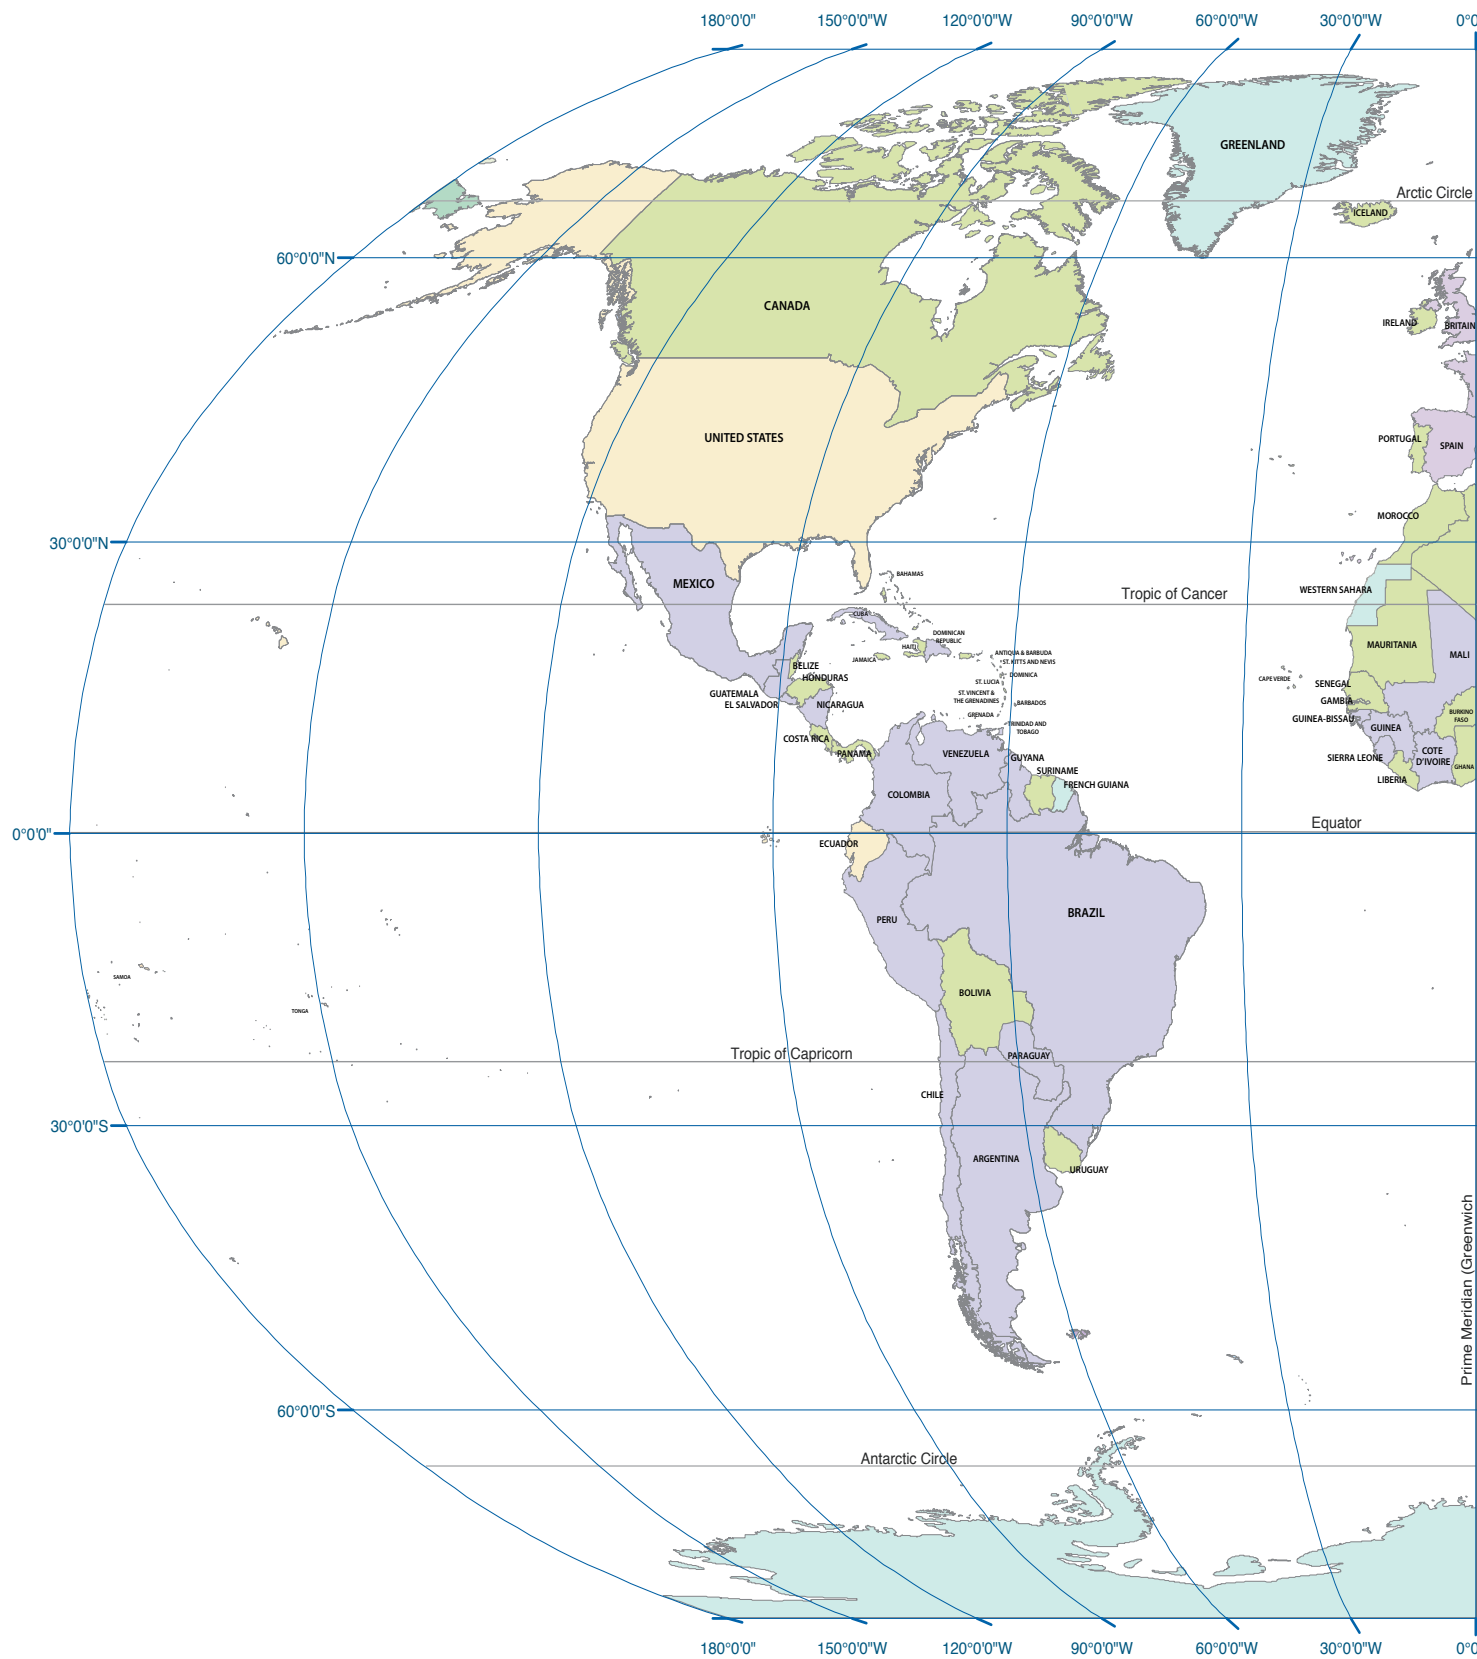 180°0'0" 150°0'0"W 120°0'0"W 90°0'0"W 60°0'0"W 30°0'0"W 0°0
GREENLAND
Arctic Circle
ICELAND
60°0'0"N
CANADA
IRELAND
BRITAIN
UNITED STATES
PORTUGAL
SPAIN
MOROCCO
30°0'0"N
BAHAMAS
MEXICO
WESTERN SAHARA
Tropic of Cancer
CUBA
DOMINICAN
REPUBLIC
HAITI
MAURITANIA
JAMAICA
ANTIQUA & BARBUDA
MALI
ST. KITTS AND NEVIS
BELIZE
DOMINICA
HONDURAS
CAPE VERDE
ST. LUCIA
SENEGAL
GUATEMALA
ST. VINCENT &
THE GRENADINES
EL SALVADOR
NICARAGUA
BARBADOS
GAMBIA
GRENADA
BURKINO
FASO
GUINEA-BISSAU
TRINIDAD AND
TOBAGO
GUINEA
COSTA RICA
PANAMA
VENEZUELA
GUYANA
SIERRA LEONE
COTE
D'IVOIRE
SURINAME
GHANA
LIBERIA
FRENCH GUIANA
COLOMBIA
Equator
0°0'0"
ECUADOR
PERU
BRAZIL
SAMOA
BOLIVIA
TONGA
Tropic of Capricorn
PARAGUAY
CHILE
30°0'0"S
ARGENTINA
URUGUAY
Prime Meridian (Greenwich
60°0'0"S
Antarctic Circle
180°0'0" 150°0'0"W 120°0'0"W 90°0'0"W 60°0'0"W 30°0'0"W 0°0